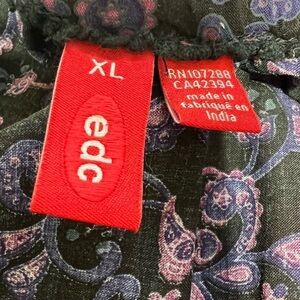 XL
edc
RN107288
CA42394
made in
fabriqué en
India